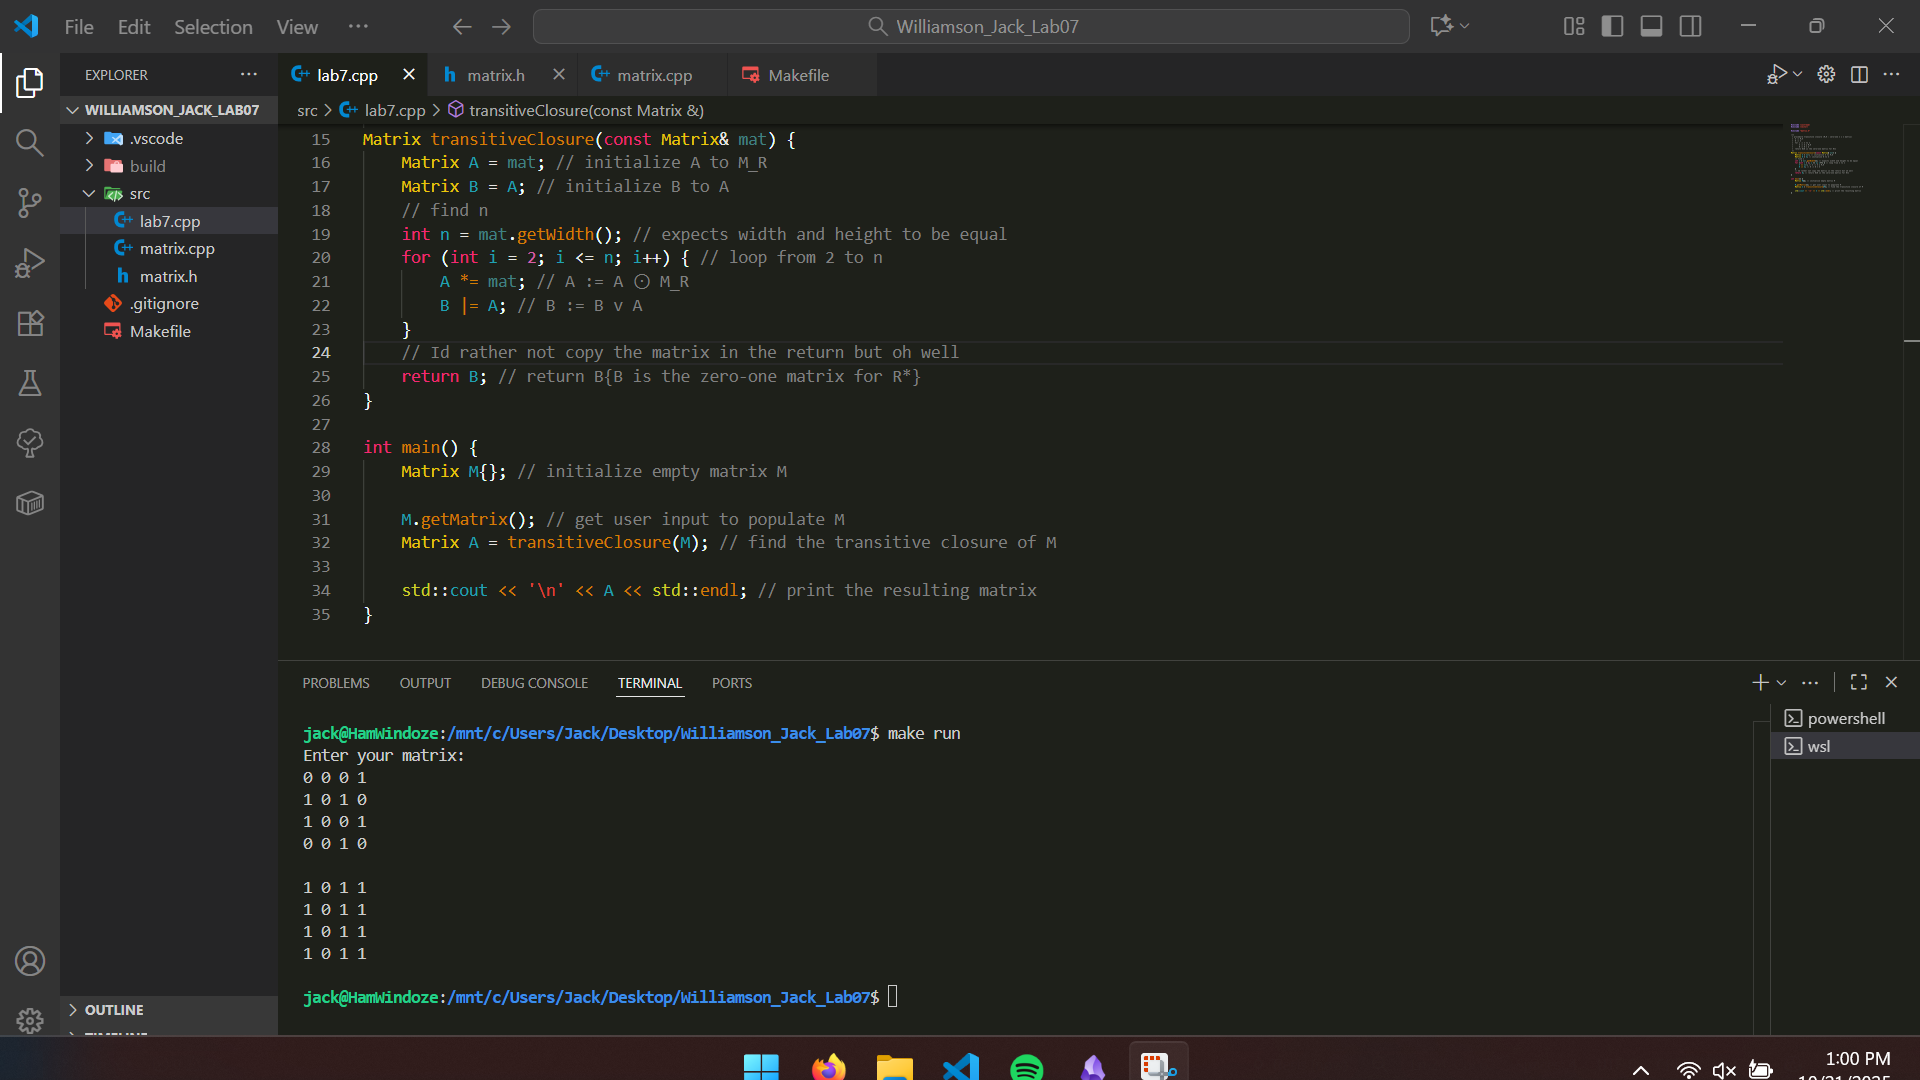 File Edit Selection View ··· Williamson_Jack_Lab07
EXPLORER ···
WILLIAMSON_JACK_LAB07
.vscode
build
src
lab7.cpp
matrix.cpp
matrix.h
.gitignore
Makefile
OUTLINE
lab7.cpp matrix.h matrix.cpp Makefile
src > lab7.cpp > transitiveClosure(const Matrix &)
15 Matrix transitiveClosure(const Matrix& mat) {
16 Matrix A = mat; // initialize A to M_R
17 Matrix B = A; // initialize B to A
18 // find n
19 int n = mat.getWidth(); // expects width and height to be equal
20 for (int i = 2; i <= n; i++) { // loop from 2 to n
21 A *= mat; // A := A ⊙ M_R
22 B |= A; // B := B v A
23 }
24 // Id rather not copy the matrix in the return but oh well
25 return B; // return B{B is the zero-one matrix for R*}
26 }
27
28 int main() {
29 Matrix M{}; // initialize empty matrix M
30
31 M.getMatrix(); // get user input to populate M
32 Matrix A = transitiveClosure(M); // find the transitive closure of M
33
34 std::cout << '\n' << A << std::endl; // print the resulting matrix
35 }
PROBLEMS OUTPUT DEBUG CONSOLE TERMINAL PORTS
jack@HamWindoze:/mnt/c/Users/Jack/Desktop/Williamson_Jack_Lab07$ make run
Enter your matrix:
0 0 0 1
1 0 1 0
1 0 0 1
0 0 1 0
1 0 1 1
1 0 1 1
1 0 1 1
1 0 1 1
jack@HamWindoze:/mnt/c/Users/Jack/Desktop/Williamson_Jack_Lab07$
powershell
wsl
1:00 PM